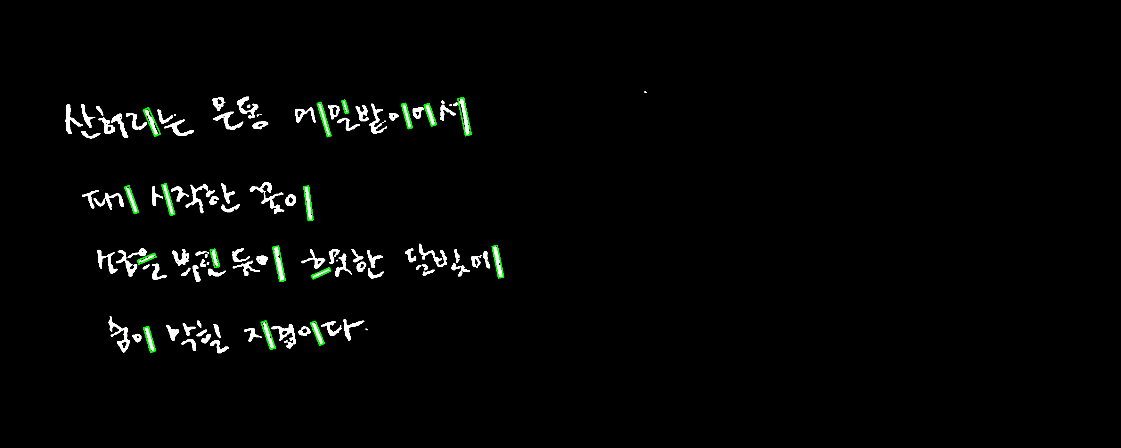 산허리는 온통 메밀밭이어서
피기 시작한 꽃이
소금을 뿌린 듯이 흐뭇한 달빛에
숨이 막힐 지경이다.